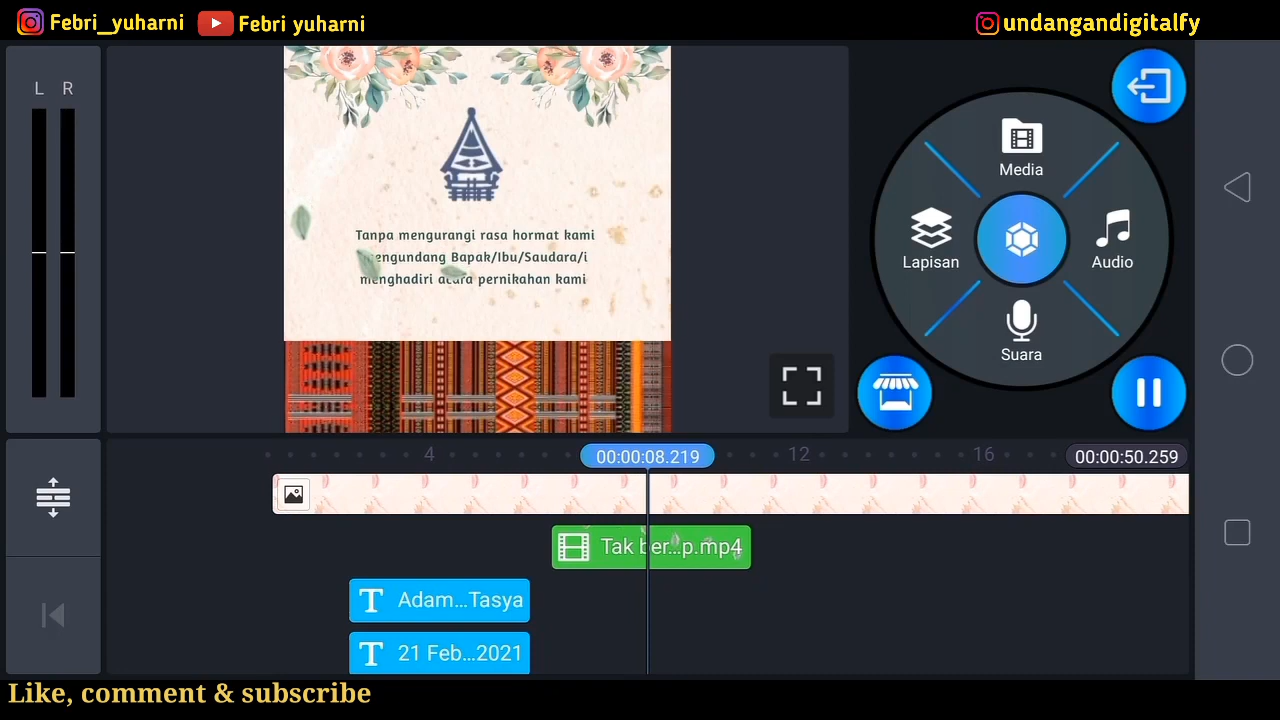 Febri_yuharni
Febri yuharni
undangandigitalfy
L R
Tanpa mengurangi rasa hormat kami
mengundang Bapak/Ibu/Saudara/i
menghadiri acara pernikahan kami
Media
Lapisan
Audio
Suara
4
00:00:08.219
12
16
00:00:50.259
Tak ber...p.mp4
T Adam...Tasya
T 21 Feb...2021
Like, comment & subscribe